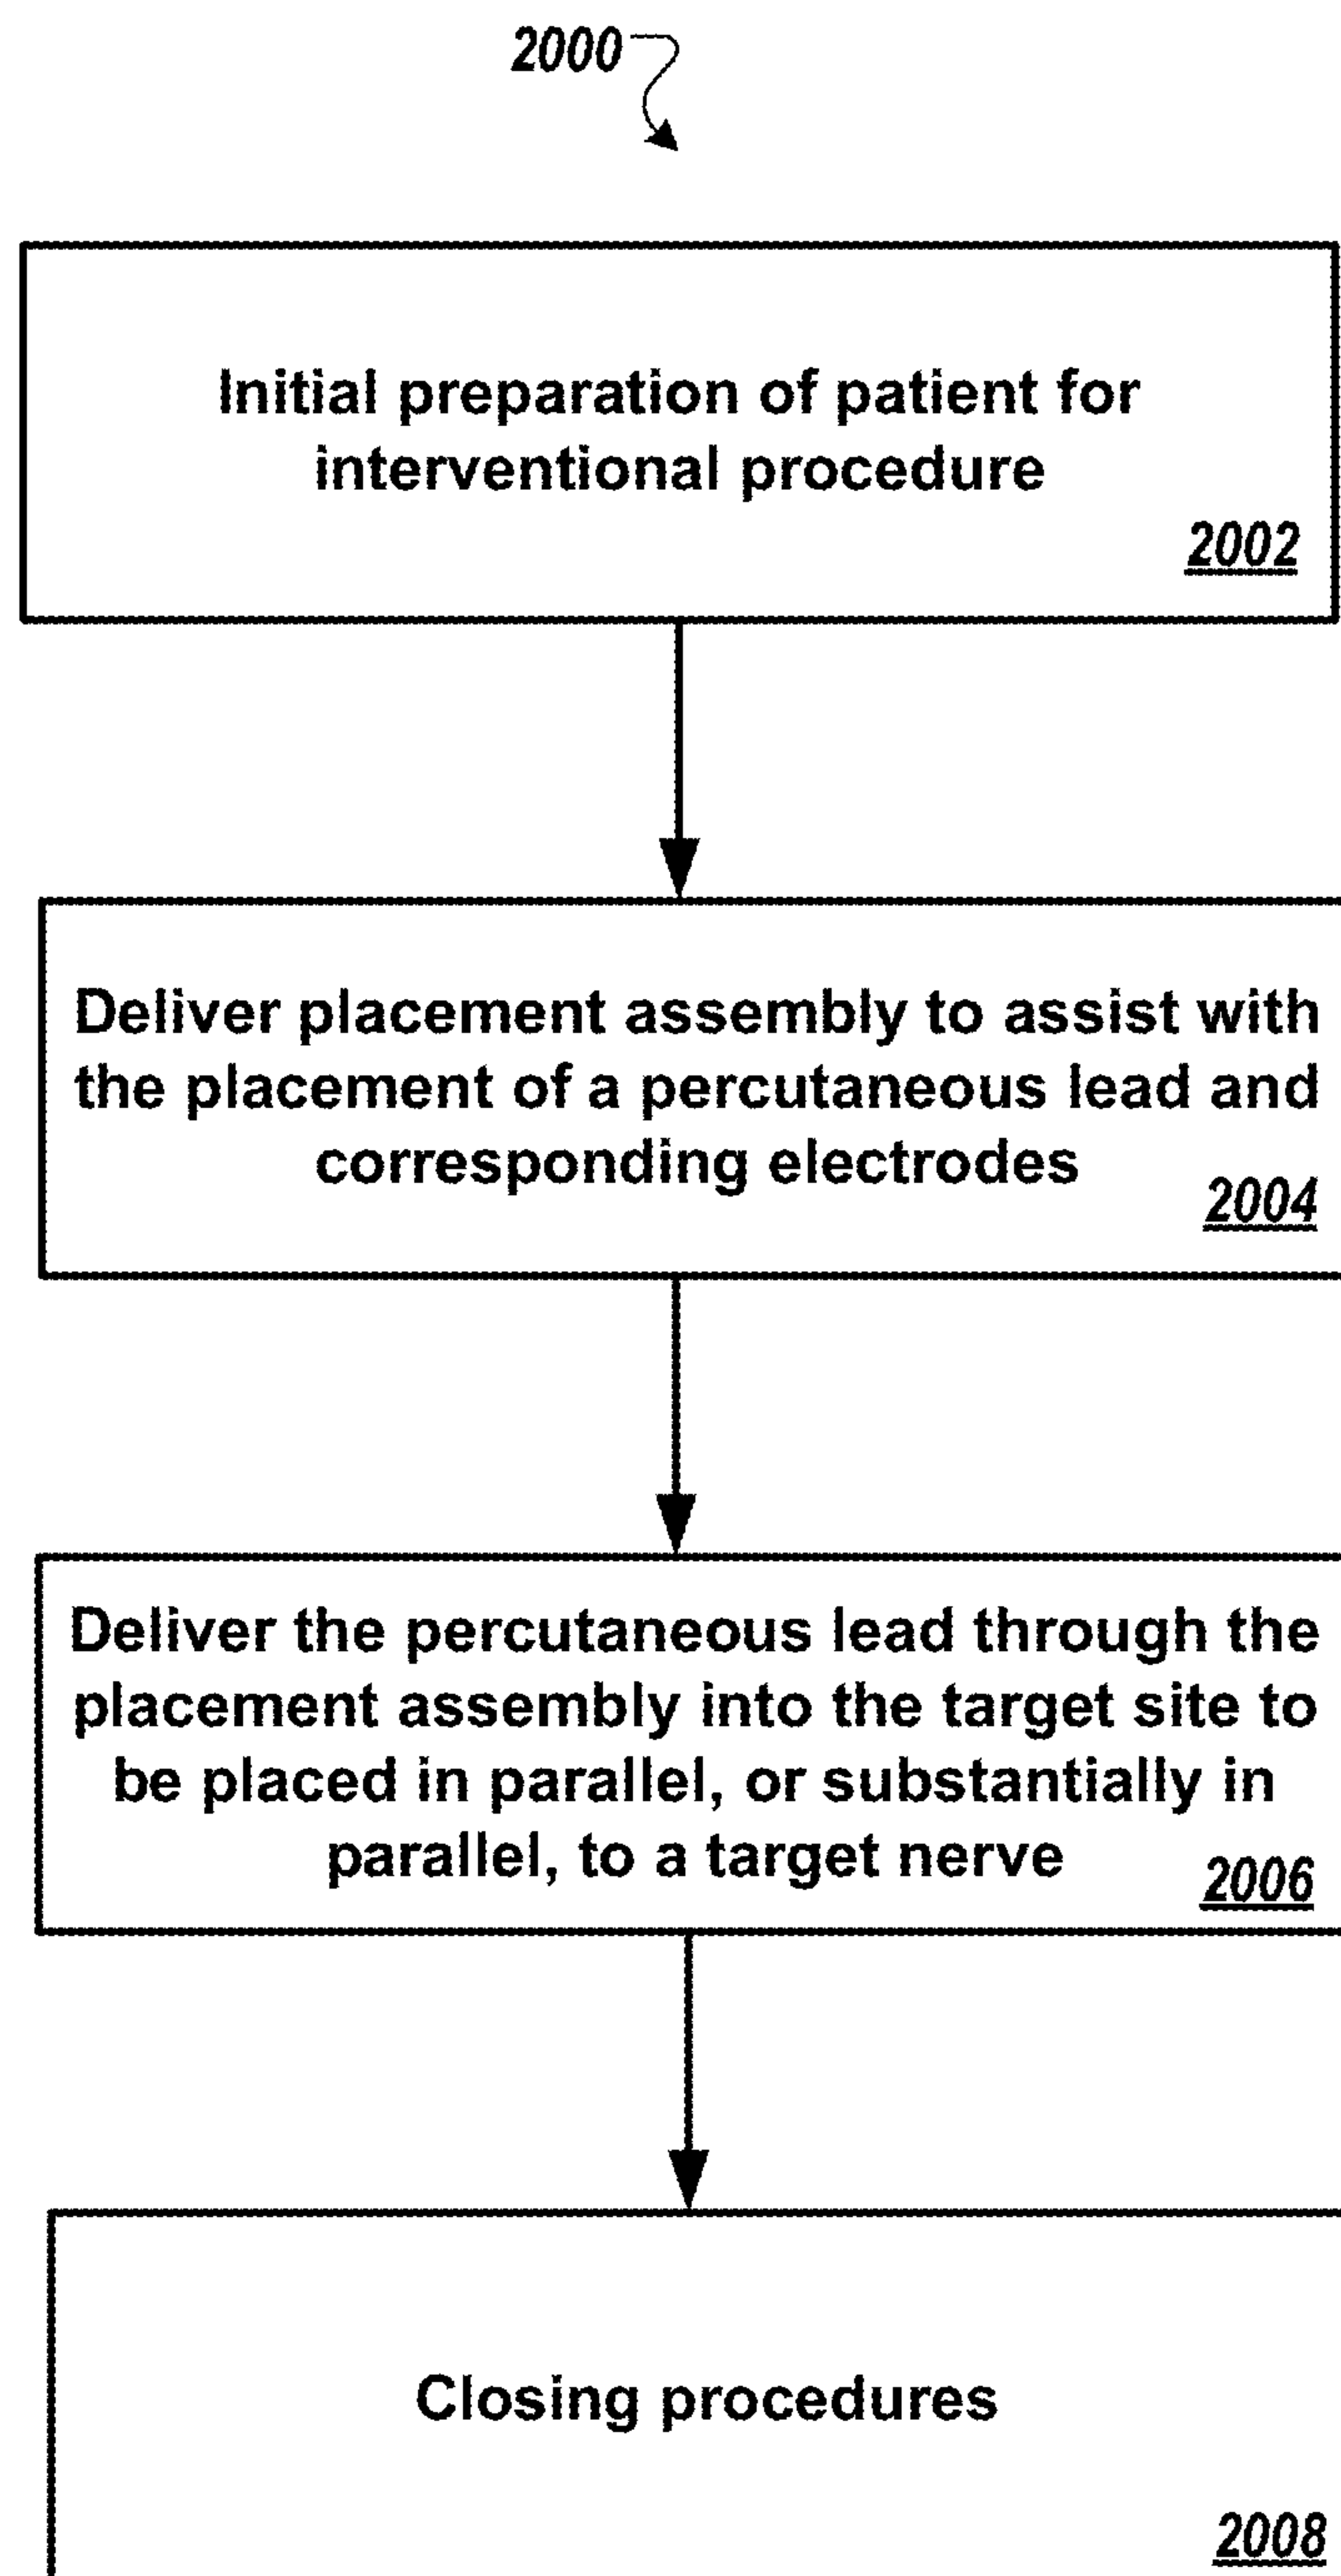 2000
Initial preparation of patient for
interventional procedure
2002
Deliver placement assembly to assist with
the placement of a percutaneous lead and
corresponding electrodes
2004
Deliver the percutaneous lead through the
placement assembly into the target site to
be placed in parallel, or substantially in
parallel, to a target nerve
2006
Closing procedures
2008